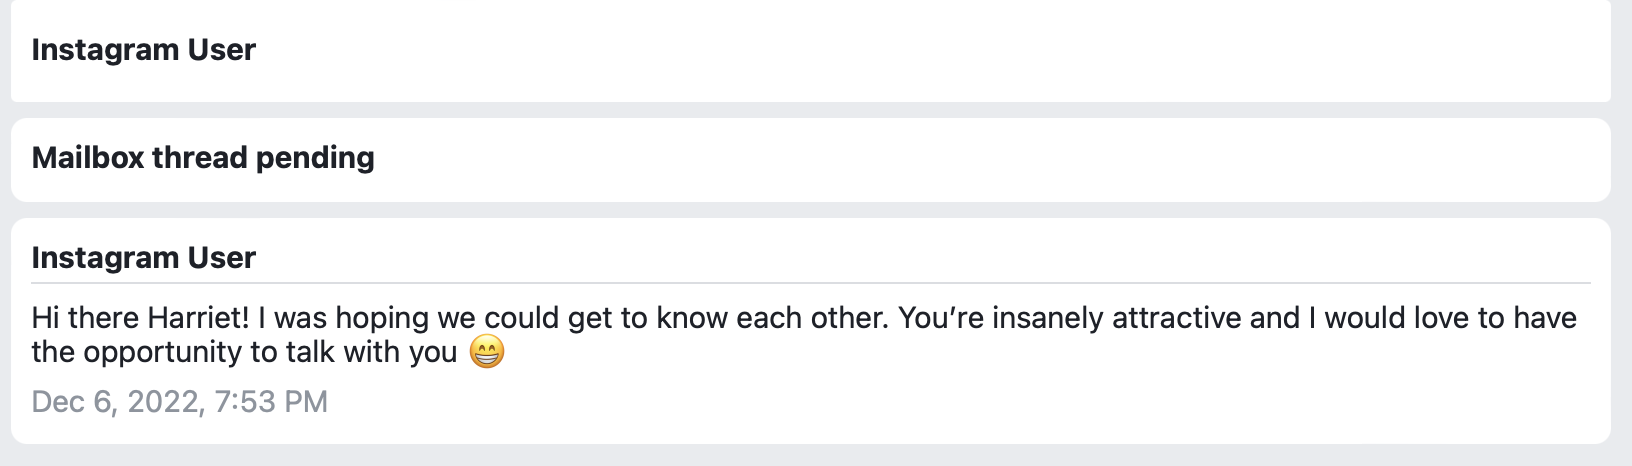 Instagram User
Mailbox thread pending
Instagram User
Hi there Harriet! I was hoping we could get to know each other. You’re insanely attractive and I would love to have
the opportunity to talk with you 😁
Dec 6, 2022, 7:53 PM